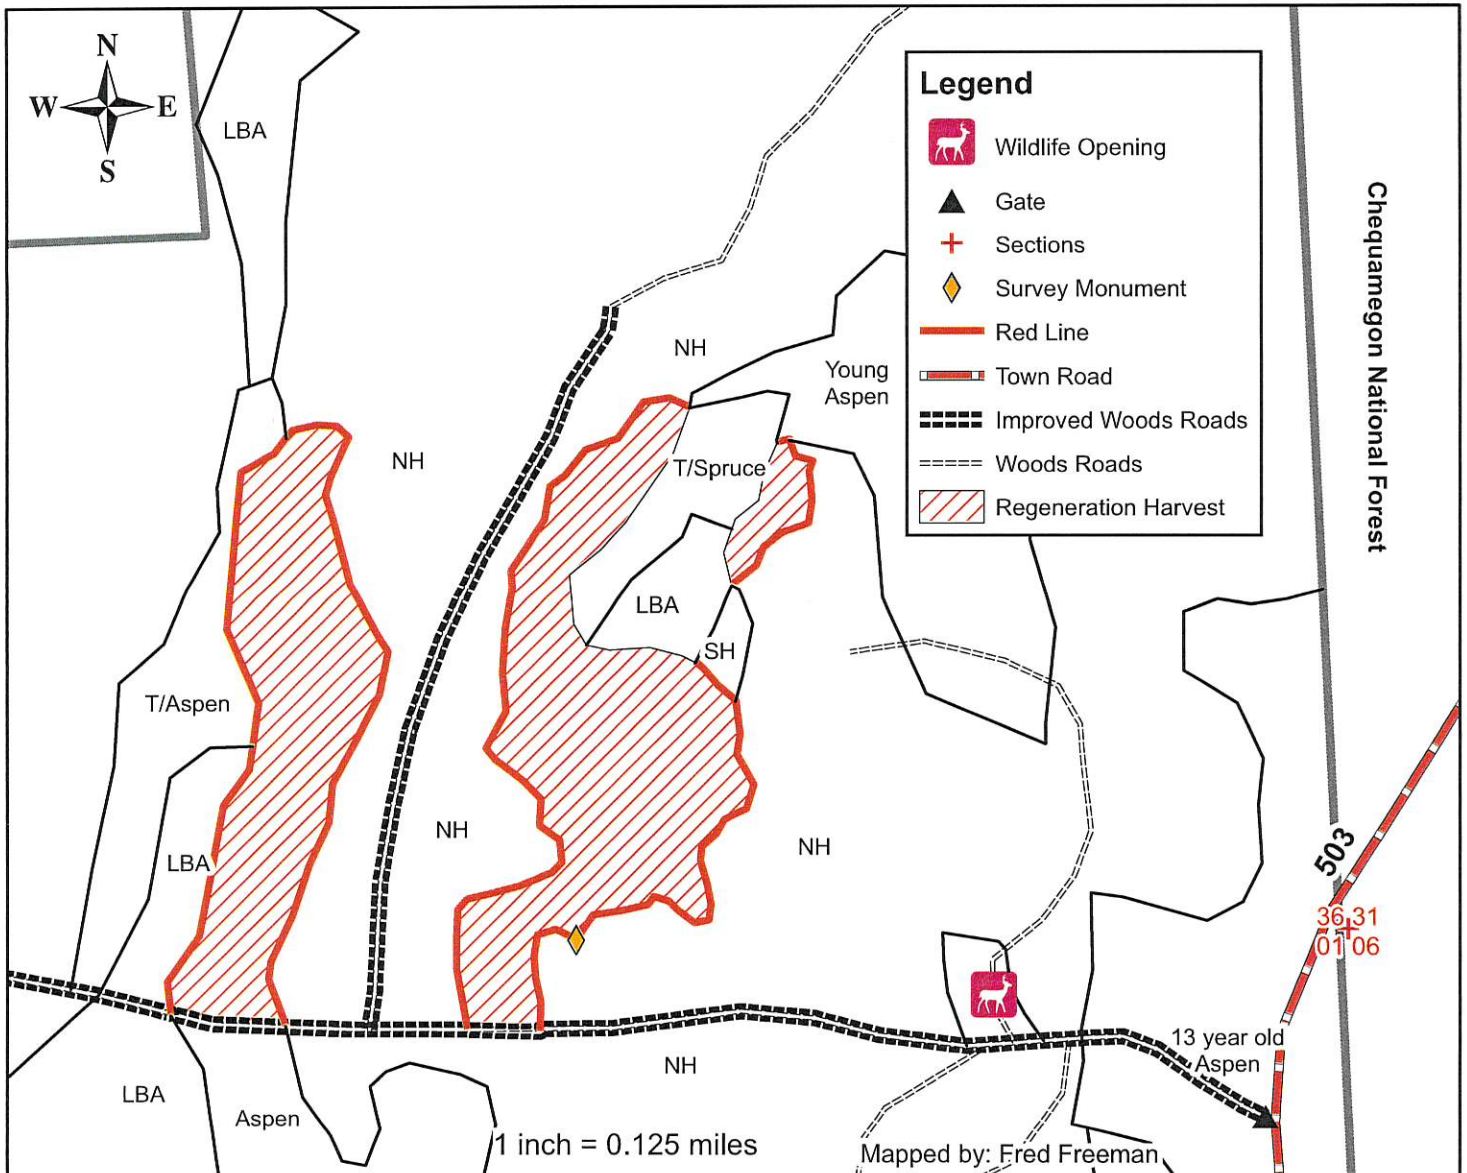 N
W E
S
LBA
Legend
Wildlife Opening
Gate
Sections
Survey Monument
Red Line
Town Road
Improved Woods Roads
Woods Roads
Regeneration Harvest
Chequamegon National Forest
NH
Young
Aspen
NH
T/Spruce
LBA
SH
T/Aspen
NH
NH
LBA
503
36 31
01 06
13 year old
Aspen
NH
LBA
Aspen
1 inch = 0.125 miles
Mapped by: Fred Freeman